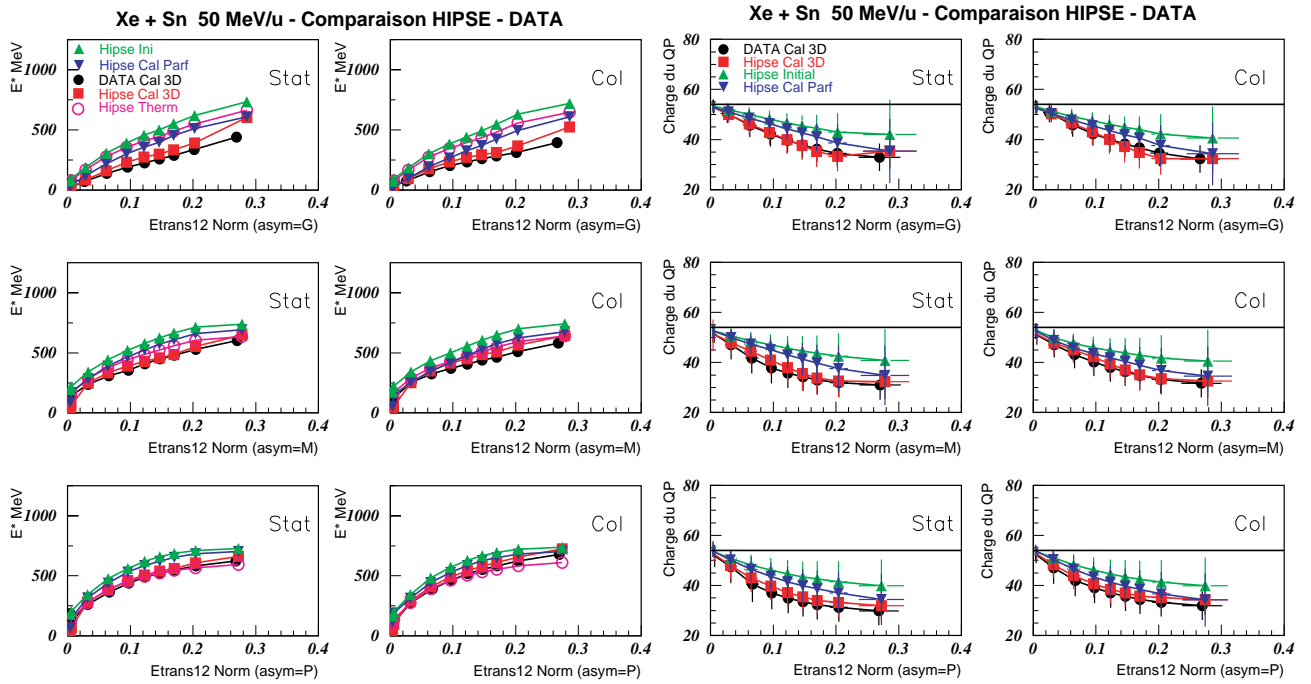 Xe + Sn 50 MeV/u - Comparaison HIPSE - DATA
E* MeV
1000
500
0
Hipse Ini
Hipse Cal Parf
DATA Cal 3D
Hipse Cal 3D
Hipse Therm
Stat
0 0.1 0.2 0.3 0.4
Etrans12 Norm (asym=G)
E* MeV
1000
500
0
Col
0 0.1 0.2 0.3 0.4
Etrans12 Norm (asym=G)
E* MeV
1000
500
0
Stat
0 0.1 0.2 0.3 0.4
Etrans12 Norm (asym=M)
E* MeV
1000
500
0
Col
0 0.1 0.2 0.3 0.4
Etrans12 Norm (asym=M)
E* MeV
1000
500
0
Stat
0 0.1 0.2 0.3 0.4
Etrans12 Norm (asym=P)
E* MeV
1000
500
0
Col
0 0.1 0.2 0.3 0.4
Etrans12 Norm (asym=P)
Xe + Sn 50 MeV/u - Comparaison HIPSE - DATA
Charge du QP
80
60
40
20
DATA Cal 3D
Hipse Cal 3D
Hipse Initial
Hipse Cal Parf
Stat
0 0.1 0.2 0.3 0.4
Etrans12 Norm (asym=G)
Charge du QP
80
60
40
20
Col
0 0.1 0.2 0.3 0.4
Etrans12 Norm (asym=G)
Charge du QP
80
60
40
20
Stat
0 0.1 0.2 0.3 0.4
Etrans12 Norm (asym=M)
Charge du QP
80
60
40
20
Col
0 0.1 0.2 0.3 0.4
Etrans12 Norm (asym=M)
Charge du QP
80
60
40
20
Stat
0 0.1 0.2 0.3 0.4
Etrans12 Norm (asym=P)
Charge du QP
80
60
40
20
Col
0 0.1 0.2 0.3 0.4
Etrans12 Norm (asym=P)